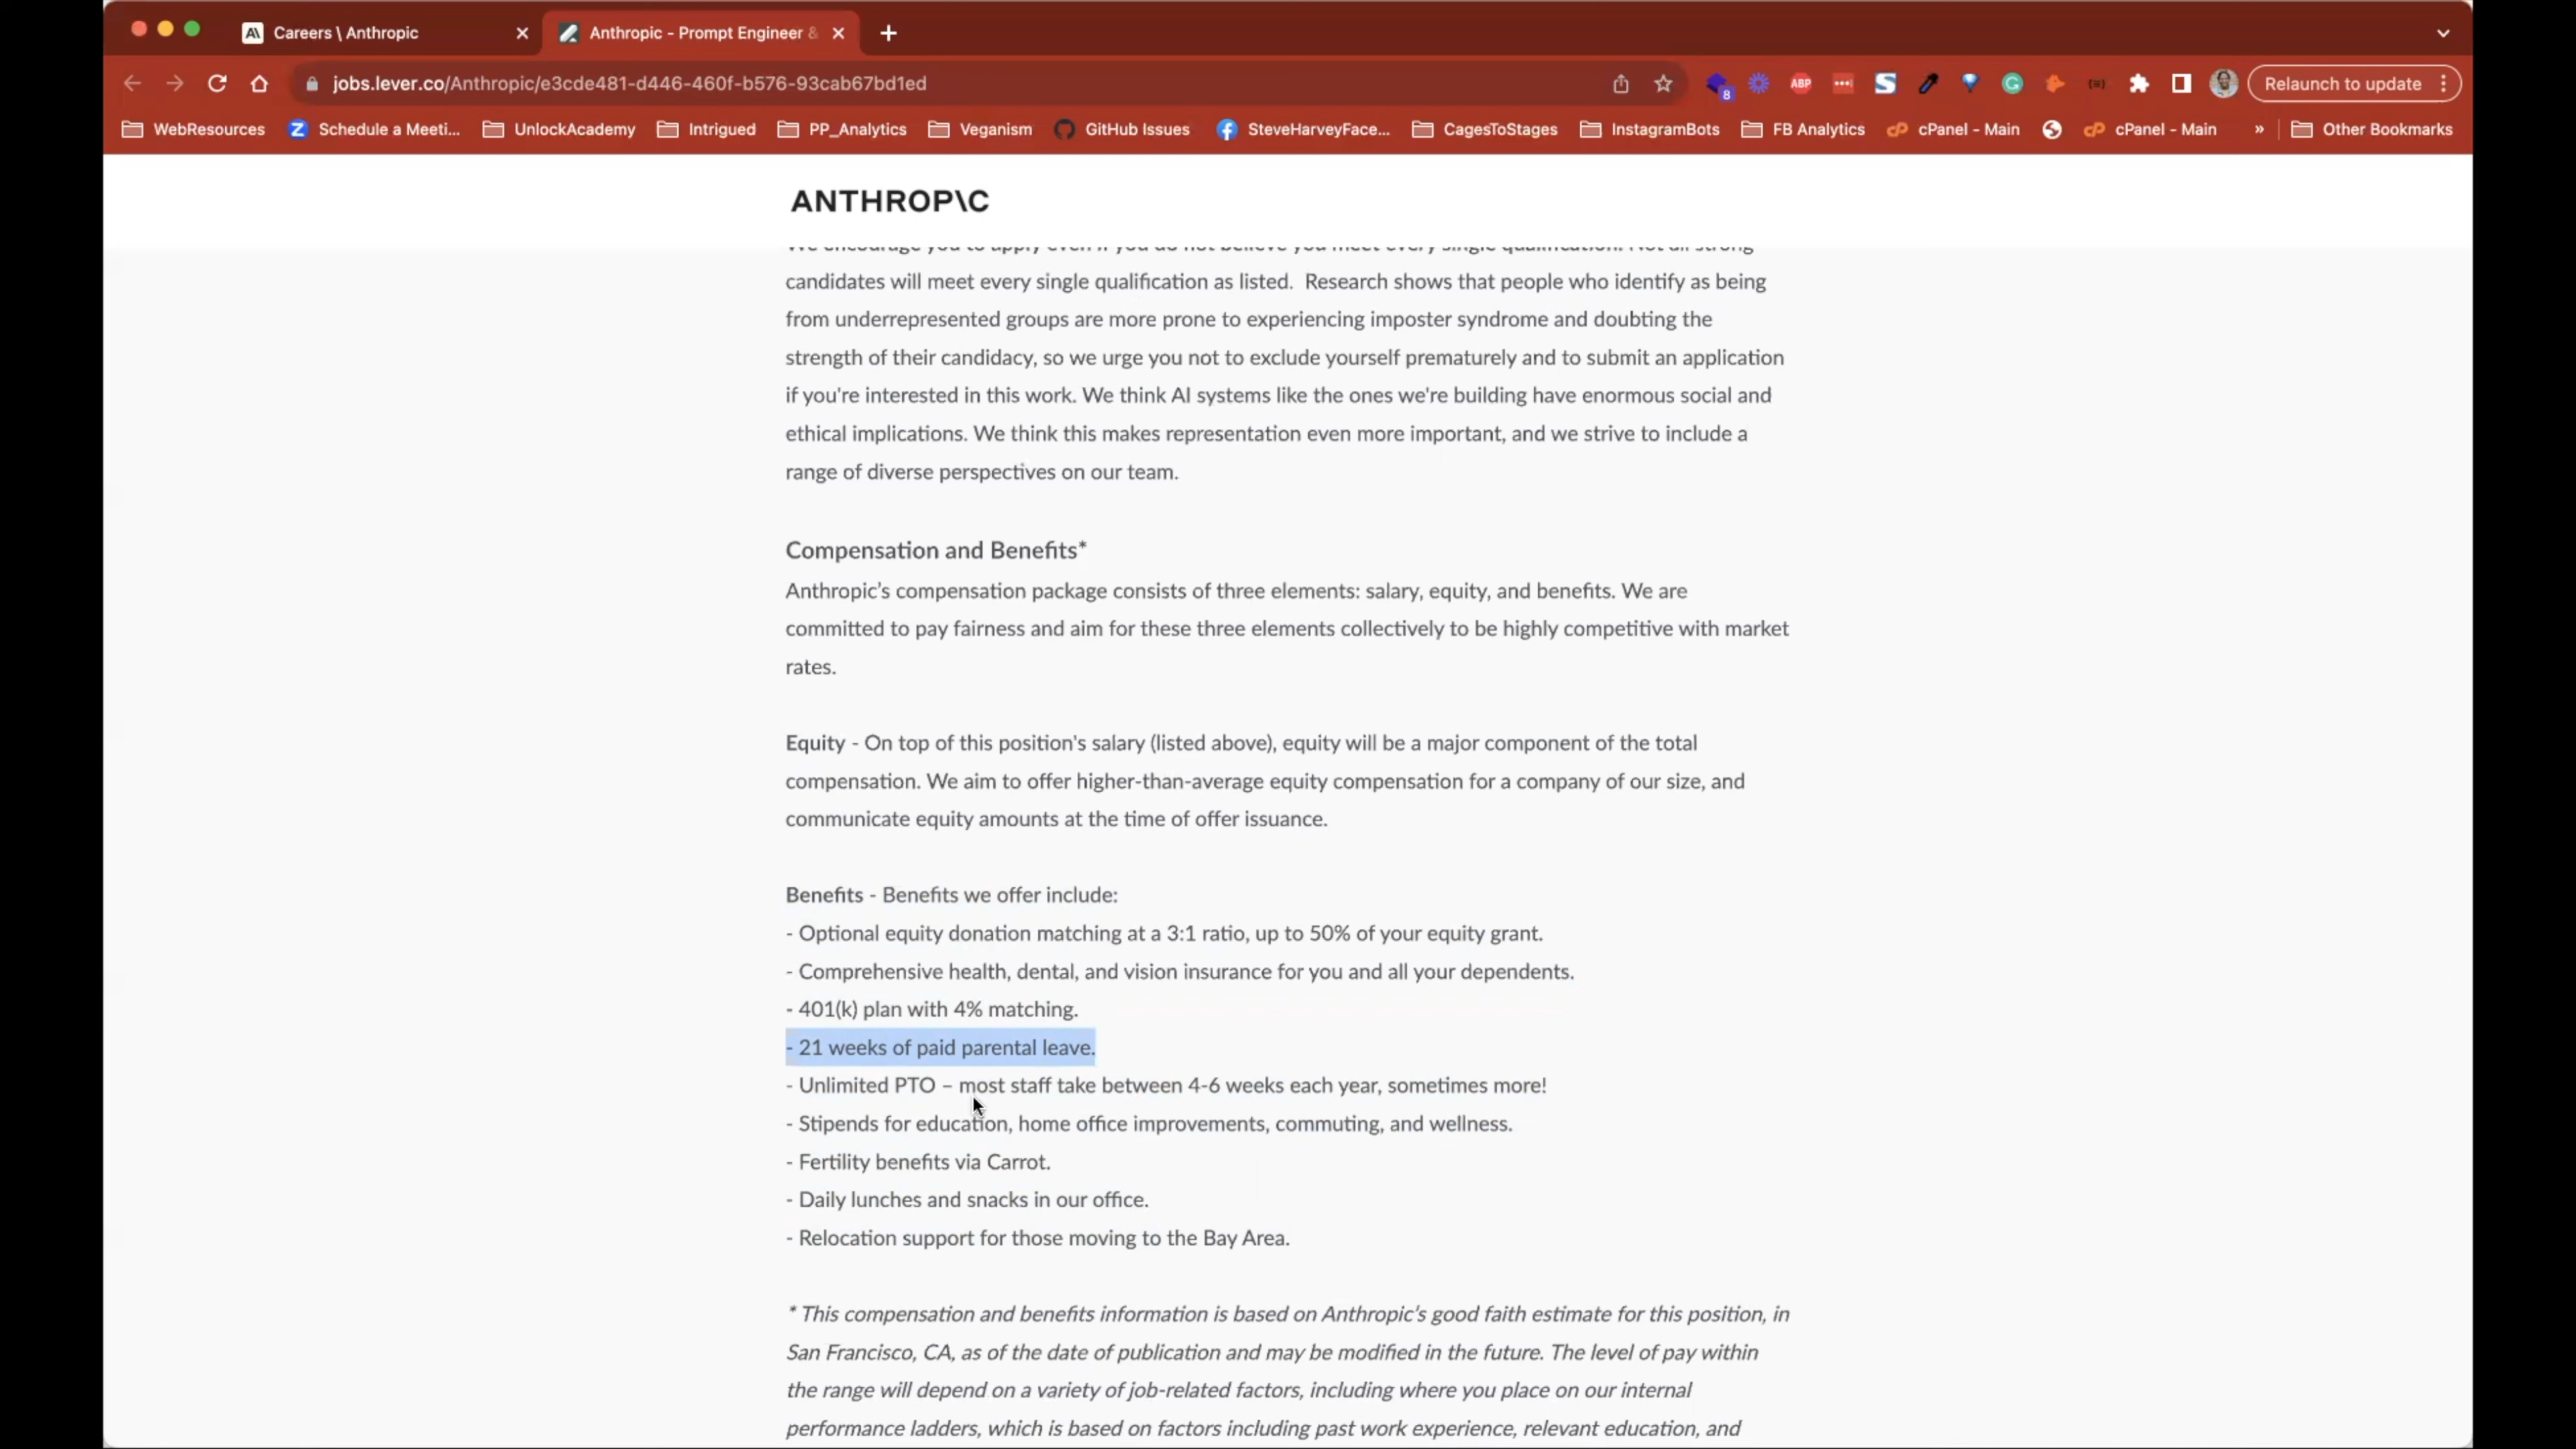 Careers \ Anthropic
Anthropic - Prompt Engineer &
jobs.lever.co/Anthropic/e3cde481-d446-460f-b576-93cab67bd1ed
ABP
8
Relaunch to update
WebResources
Schedule a Meeti...
UnlockAcademy
Intrigued
PP_Analytics
Veganism
GitHub Issues
SteveHarveyFace...
CagesToStages
InstagramBots
FB Analytics
cPanel - Main
cPanel - Main
»
Other Bookmarks
ANTHROP\C
We encourage you to apply even if you do not believe you meet every single qualification. Not all strong
candidates will meet every single qualification as listed.  Research shows that people who identify as being
from underrepresented groups are more prone to experiencing imposter syndrome and doubting the
strength of their candidacy, so we urge you not to exclude yourself prematurely and to submit an application
if you're interested in this work. We think AI systems like the ones we're building have enormous social and
ethical implications. We think this makes representation even more important, and we strive to include a
range of diverse perspectives on our team.
Compensation and Benefits*
Anthropic’s compensation package consists of three elements: salary, equity, and benefits. We are
committed to pay fairness and aim for these three elements collectively to be highly competitive with market
rates.
Equity - On top of this position's salary (listed above), equity will be a major component of the total
compensation. We aim to offer higher-than-average equity compensation for a company of our size, and
communicate equity amounts at the time of offer issuance.
Benefits - Benefits we offer include:
- Optional equity donation matching at a 3:1 ratio, up to 50% of your equity grant.
- Comprehensive health, dental, and vision insurance for you and all your dependents.
- 401(k) plan with 4% matching.
- 21 weeks of paid parental leave.
- Unlimited PTO – most staff take between 4-6 weeks each year, sometimes more!
- Stipends for education, home office improvements, commuting, and wellness.
- Fertility benefits via Carrot.
- Daily lunches and snacks in our office.
- Relocation support for those moving to the Bay Area.
* This compensation and benefits information is based on Anthropic’s good faith estimate for this position, in
San Francisco, CA, as of the date of publication and may be modified in the future. The level of pay within
the range will depend on a variety of job-related factors, including where you place on our internal
performance ladders, which is based on factors including past work experience, relevant education, and